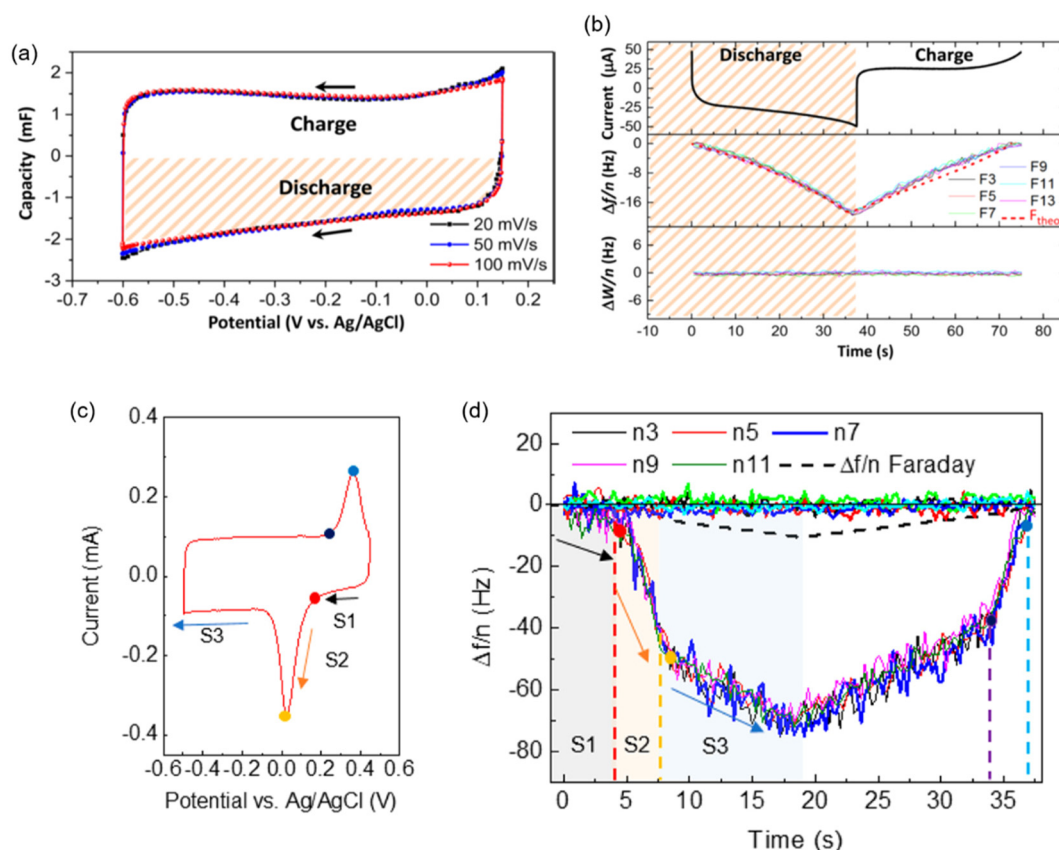 (a)
Capacity (mF)
2
1
0
-1
-2
-3
Charge
Discharge
20 mV/s
50 mV/s
100 mV/s
-0.7 -0.6 -0.5 -0.4 -0.3 -0.2 -0.1 0.0 0.1 0.2
Potential (V vs. Ag/AgCl)
(b)
Current (μA)
50
25
0
-25
-50
Discharge
Charge
Δf/n (Hz)
0
-8
-16
F9
F3 F11
F5 F13
F7 Ftheo
ΔW/n (Hz)
6
0
-6
-10 0 10 20 30 40 50 60 70 80
Time (s)
(c)
Current (mA)
0.4
0.2
0.0
-0.2
-0.4
S1
S3
S2
-0.6 -0.4 -0.2 0.0 0.2 0.4 0.6
Potential vs. Ag/AgCl (V)
(d)
Δf/n (Hz)
20
0
-20
-40
-60
-80
n3 n5 n7
n9 n11 Δf/n Faraday
S1 S2 S3
0 5 10 15 20 25 30 35
Time (s)